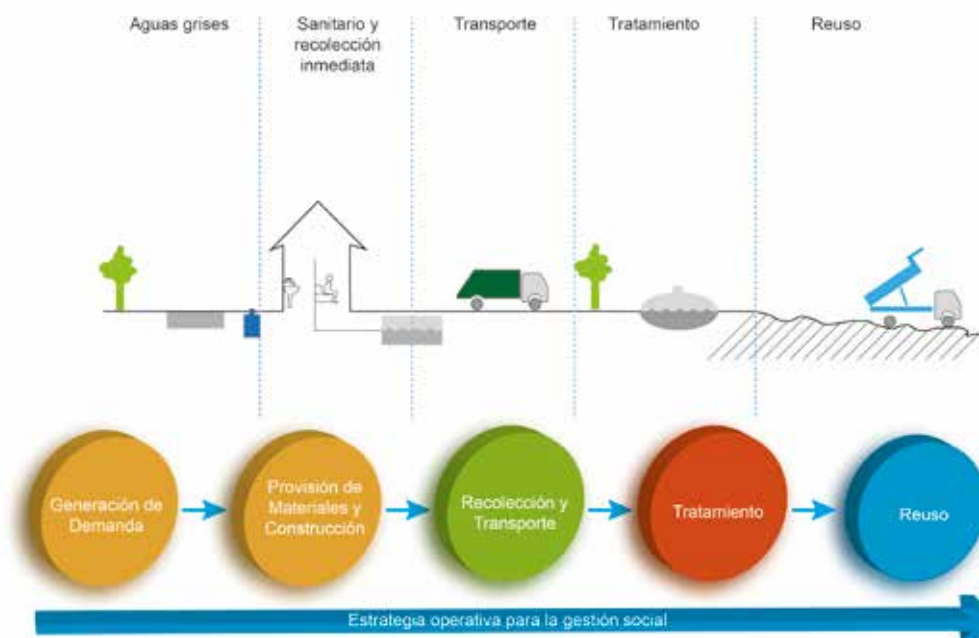 Aguas grises
Sanitario y
recolección
inmediata
Transporte
Tratamiento
Reuso
Generación de
Demanda
Provisión de
Materiales y
Construcción
Recolección y
Transporte
Tratamiento
Reuso
Estrategia operativa para la gestión social